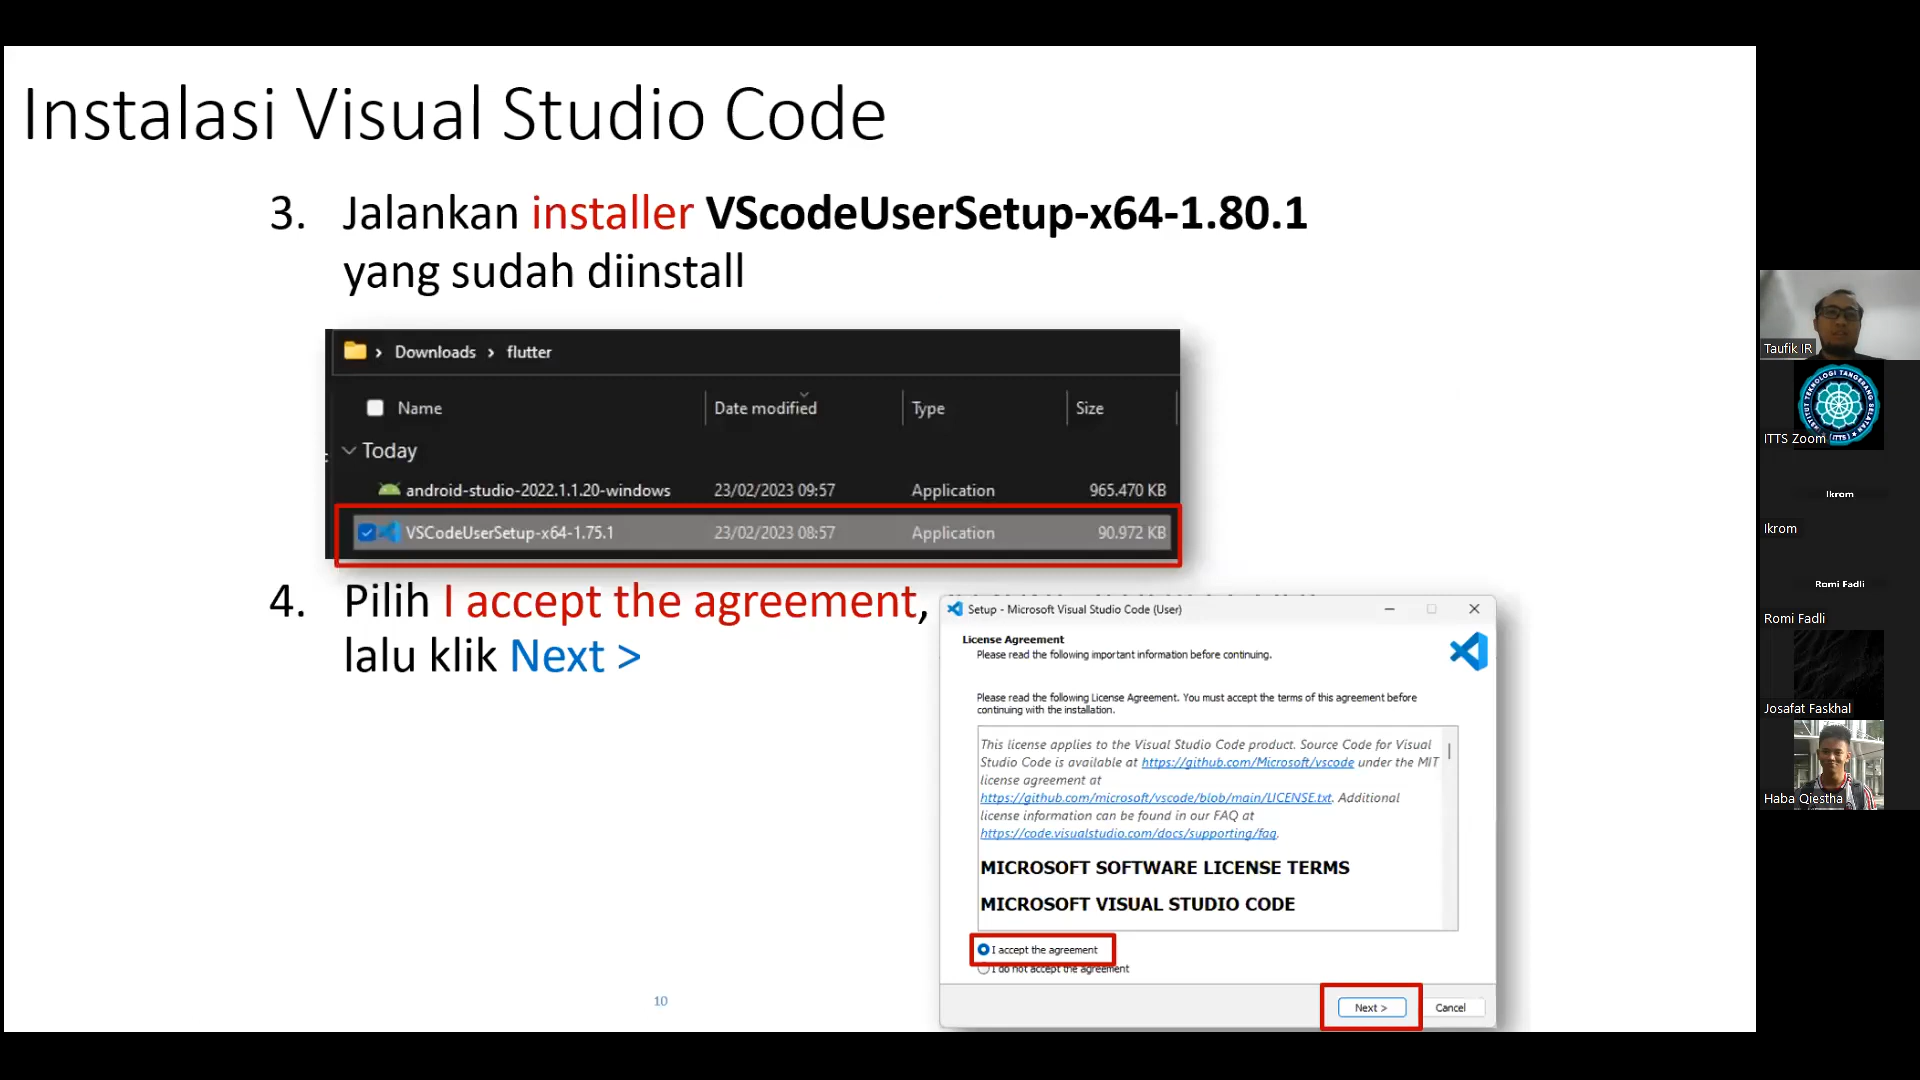 Instalasi Visual Studio Code
3. Jalankan installer VScodeUserSetup-x64-1.80.1
yang sudah diinstall
Downloads > flutter
Name Date modified Type Size
Today
android-studio-2022.1.1.20-windows 23/02/2023 09:57 Application 965.470 KB
VSCodeUserSetup-x64-1.75.1 23/02/2023 08:57 Application 90.972 KB
4. Pilih I accept the agreement,
lalu klik Next >
Setup - Microsoft Visual Studio Code (User)
License Agreement
Please read the following important information before continuing.
Please read the following License Agreement. You must accept the terms of this agreement before
continuing with the installation.
This license applies to the Visual Studio Code product. Source Code for Visual
Studio Code is available at https://github.com/Microsoft/vscode under the MIT
license agreement at
https://github.com/microsoft/vscode/blob/main/LICENSE.txt. Additional
license information can be found in our FAQ at
https://code.visualstudio.com/docs/supporting/faq.
MICROSOFT SOFTWARE LICENSE TERMS
MICROSOFT VISUAL STUDIO CODE
I accept the agreement
I do not accept the agreement
Next > Cancel
10
Taufik IR
INSTITUT TEKNOLOGI TANGERANG SELATAN
(ITTS)
ITTS Zoom
Ikrom
Ikrom
Romi Fadli
Romi Fadli
Josafat Faskhal
Haba Qiestha